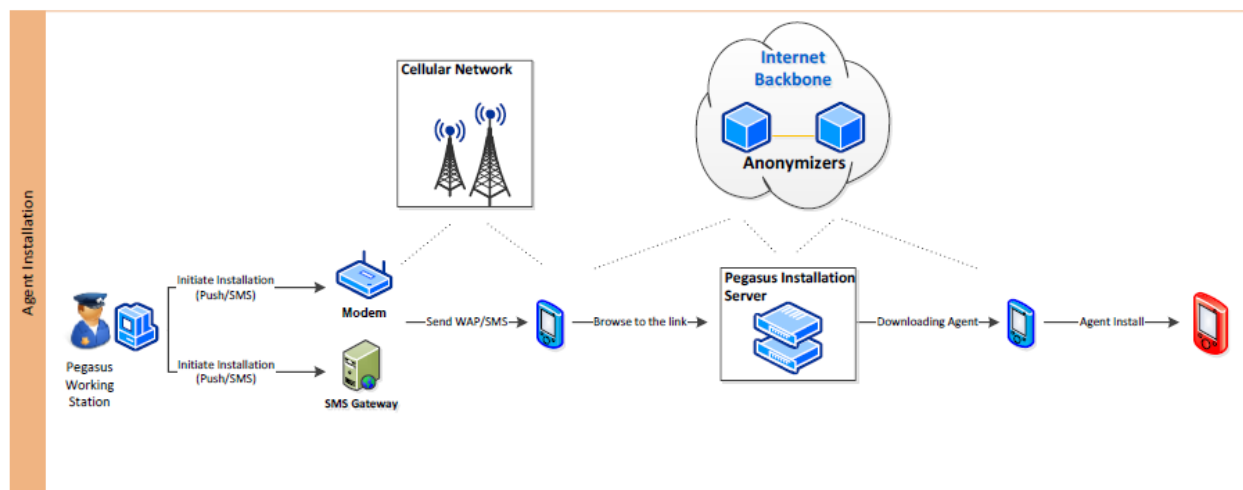 Agent Installation
Cellular Network
Internet
Backbone
Anonymizers
Initiate Installation
(Push/SMS)
Modem
Pegasus Installation
Server
Send WAP/SMS
Browse to the link
Downloading Agent
Agent Install
Initiate Installation
(Push/SMS)
Pegasus
Working
Station
SMS Gateway